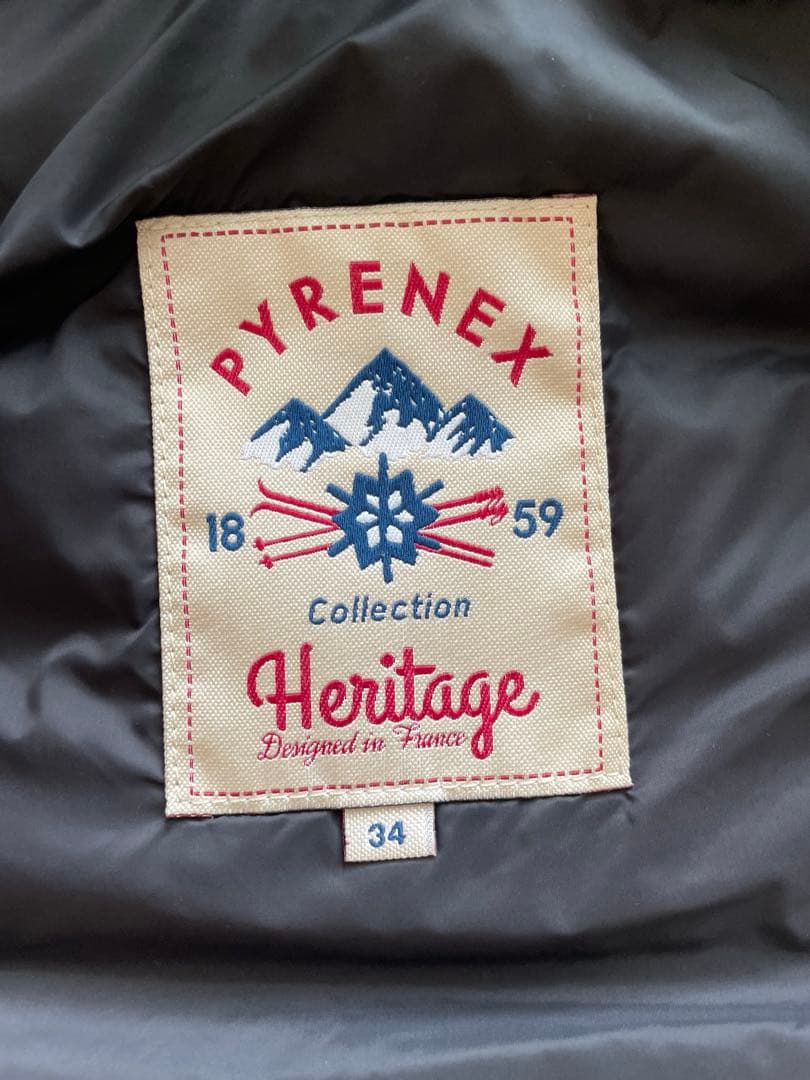 PYRENEX
18 59
Collection
Heritage
Designed in France
34